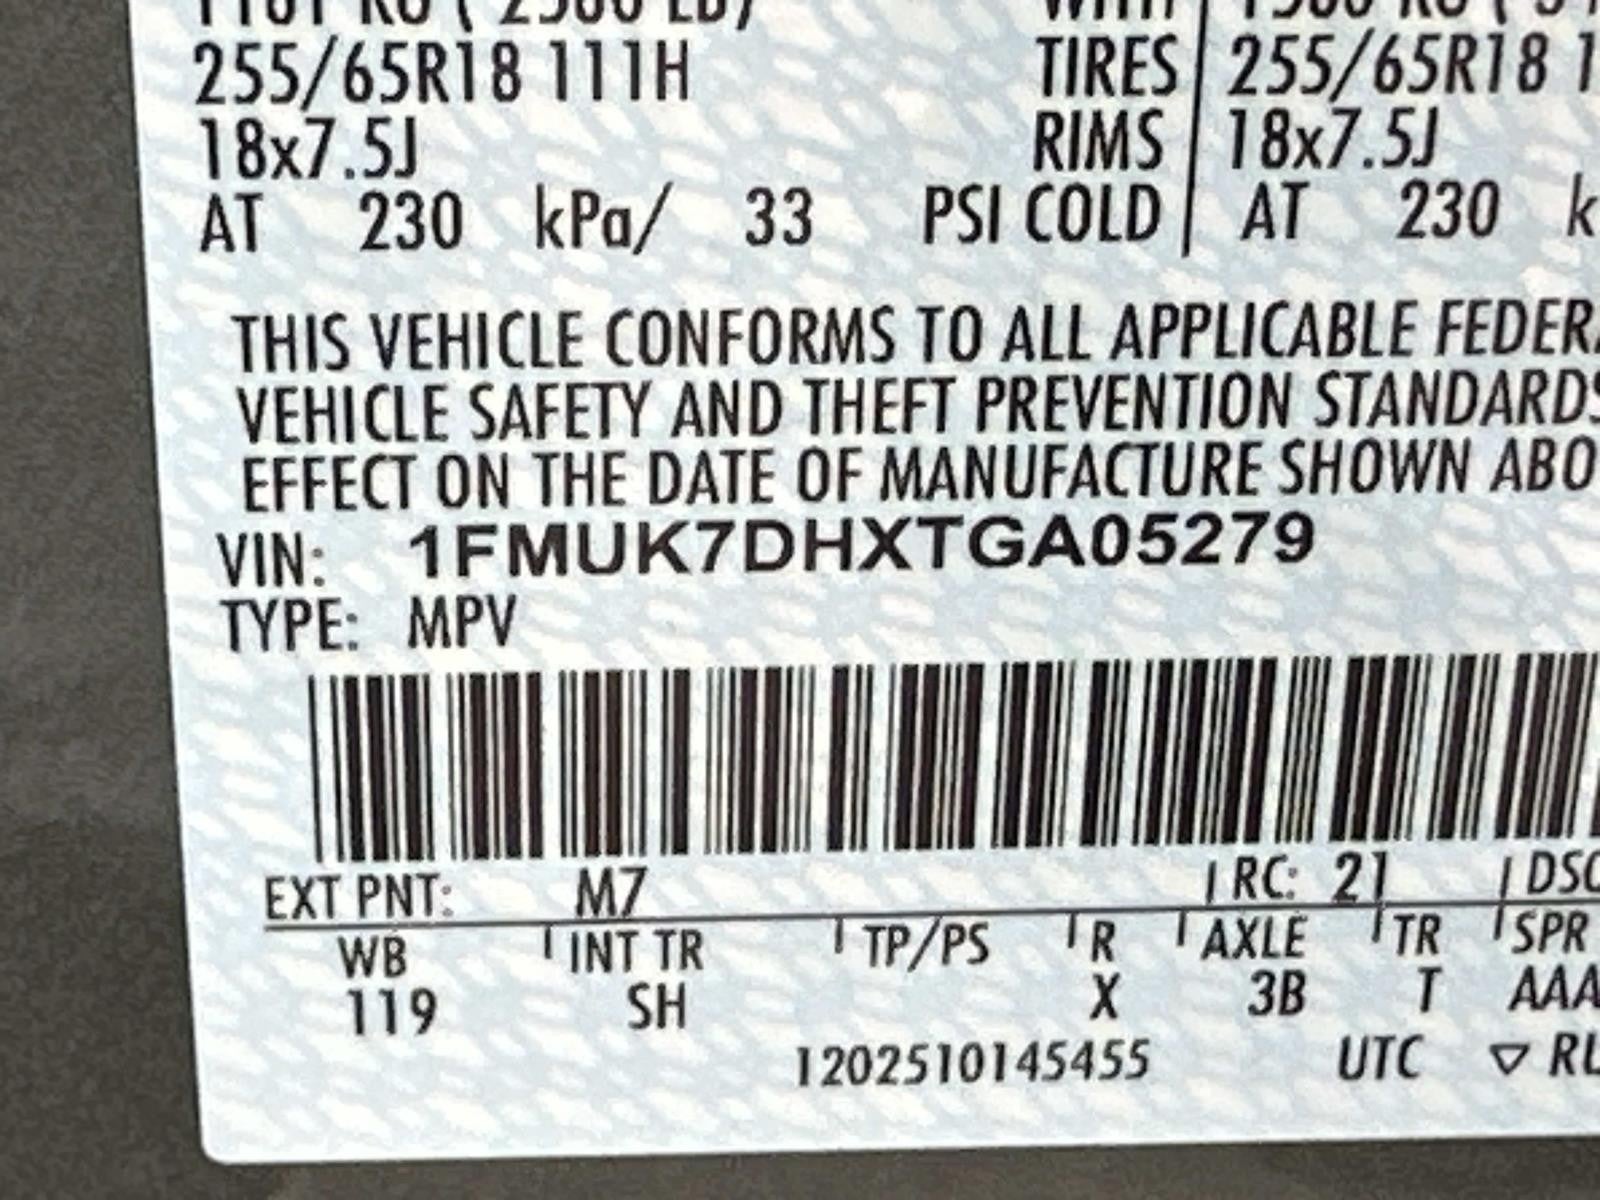 255/65R18 111H TIRES 255/65R18
18x7.5J RIMS 18x7.5J
AT 230 kPa/ 33 PSI COLD AT 230
THIS VEHICLE CONFORMS TO ALL APPLICABLE
VEHICLE SAFETY AND THEFT PREVENTION STANDARDS
EFFECT ON THE DATE OF MANUFACTURE SHOWN
VIN: 1FMUK7DHXTGA05279
TYPE: MPV
EXT PNT: M7 RC: 21
WB INT TR TP/PS R AXLE TR SPR
119 SH X 3B T AAA
1202510145455 UTC ▽